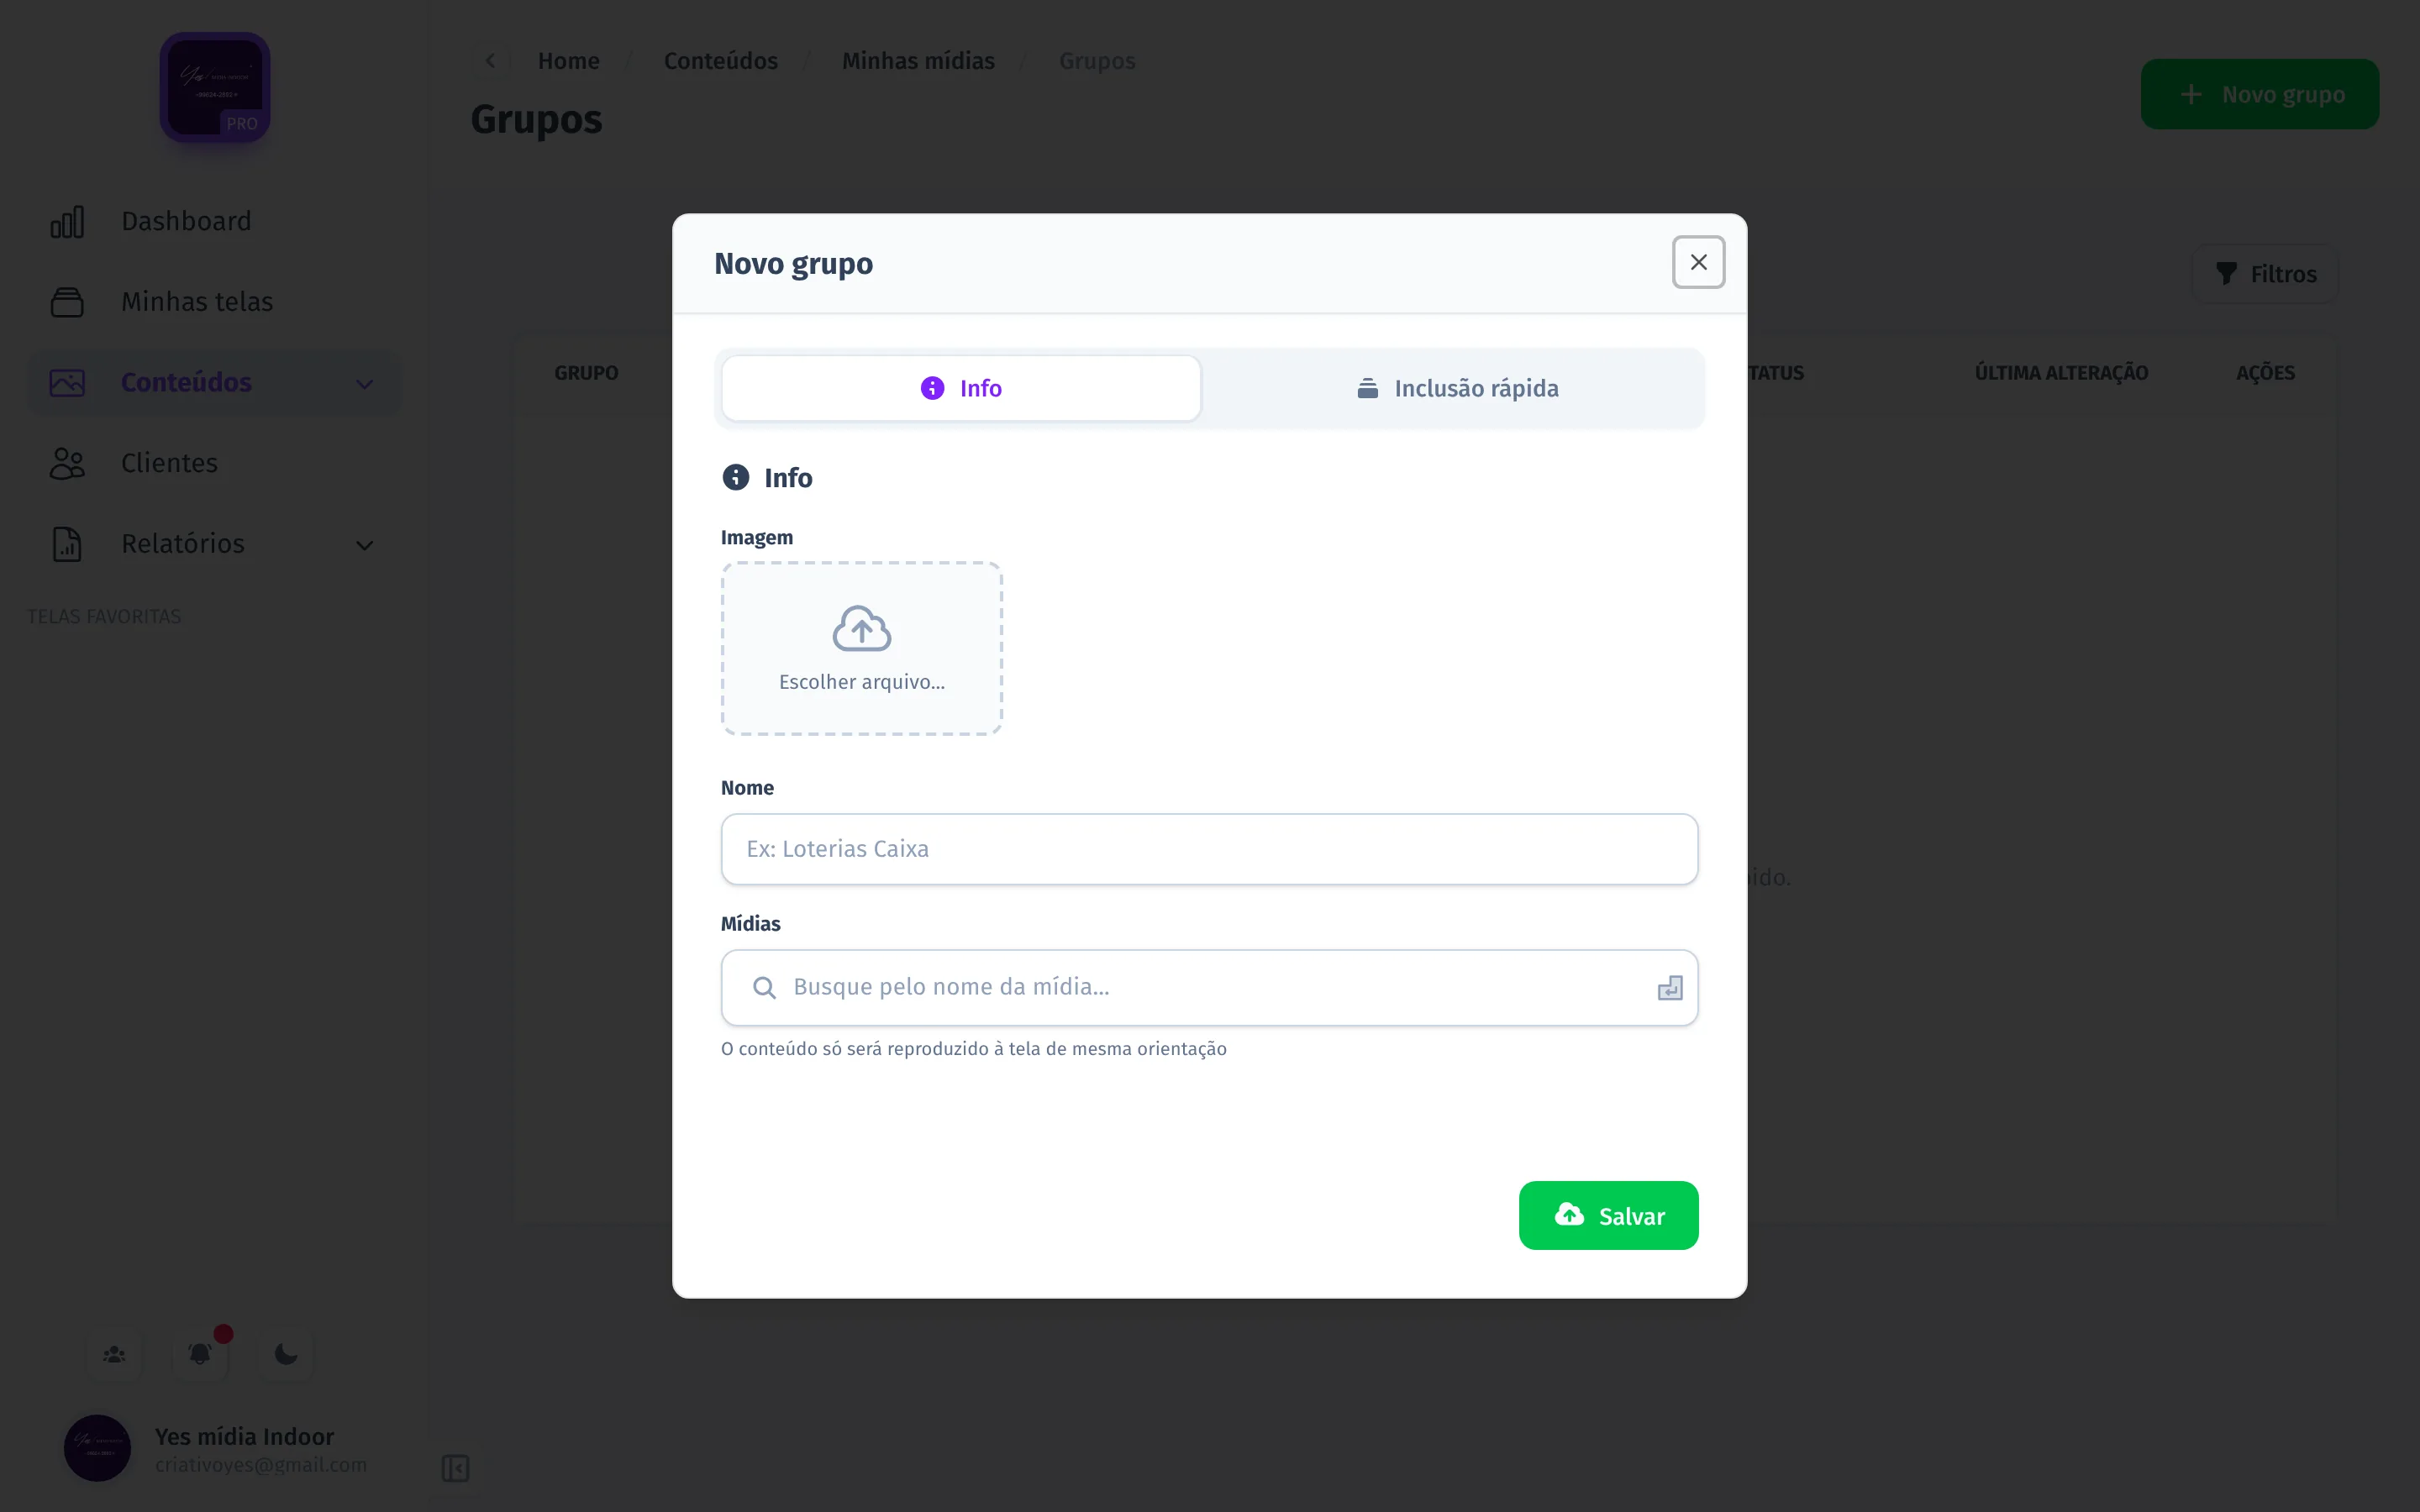 Yes
PRO
Dashboard
Minhas telas
Conteúdos
Clientes
Relatórios
TELAS FAVORITAS
Yes mídia Indoor
criativoyes@gmail.com
Home / Conteúdos / Minhas mídias / Grupos
Grupos
+ Novo grupo
Filtros
GRUPO
TATUS
ÚLTIMA ALTERAÇÃO
AÇÕES
ido.
Novo grupo
Info
Inclusão rápida
Info
Imagem
Escolher arquivo...
Nome
Ex: Loterias Caixa
Mídias
Busque pelo nome da mídia...
O conteúdo só será reproduzido à tela de mesma orientação
Salvar